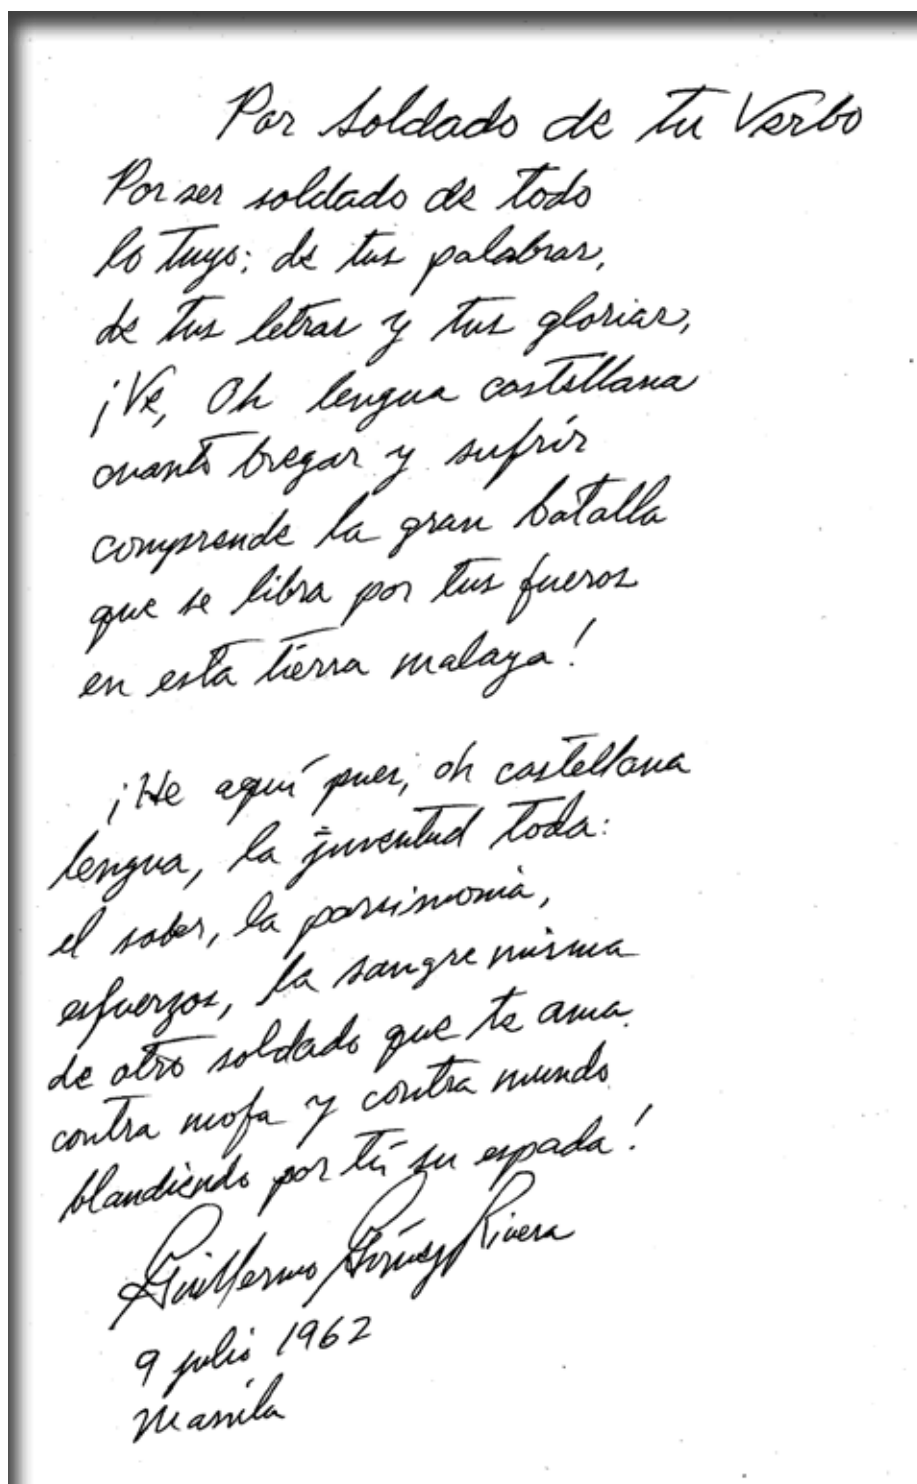 Por Soldado de Tu Verbo
Por ser soldado de todo
lo tuyo: de tus palabras,
de tus letras y tus glorias,
¡Ve, Oh lengua castellana
cuanto bregar y sufrir
comprende la gran batalla
que se libra por tus fueros
en esta tierra malaya!
¡He aquí pues, oh castellana
lengua, la juventud toda:
el saber, la parsimonia,
esfuerzos, la sangre misma
de otro soldado que te ama
contra mofa y contra mundo
blandiendo por tí su espada!
Guillermo Gómez Rivera
9 julio 1962
Manila